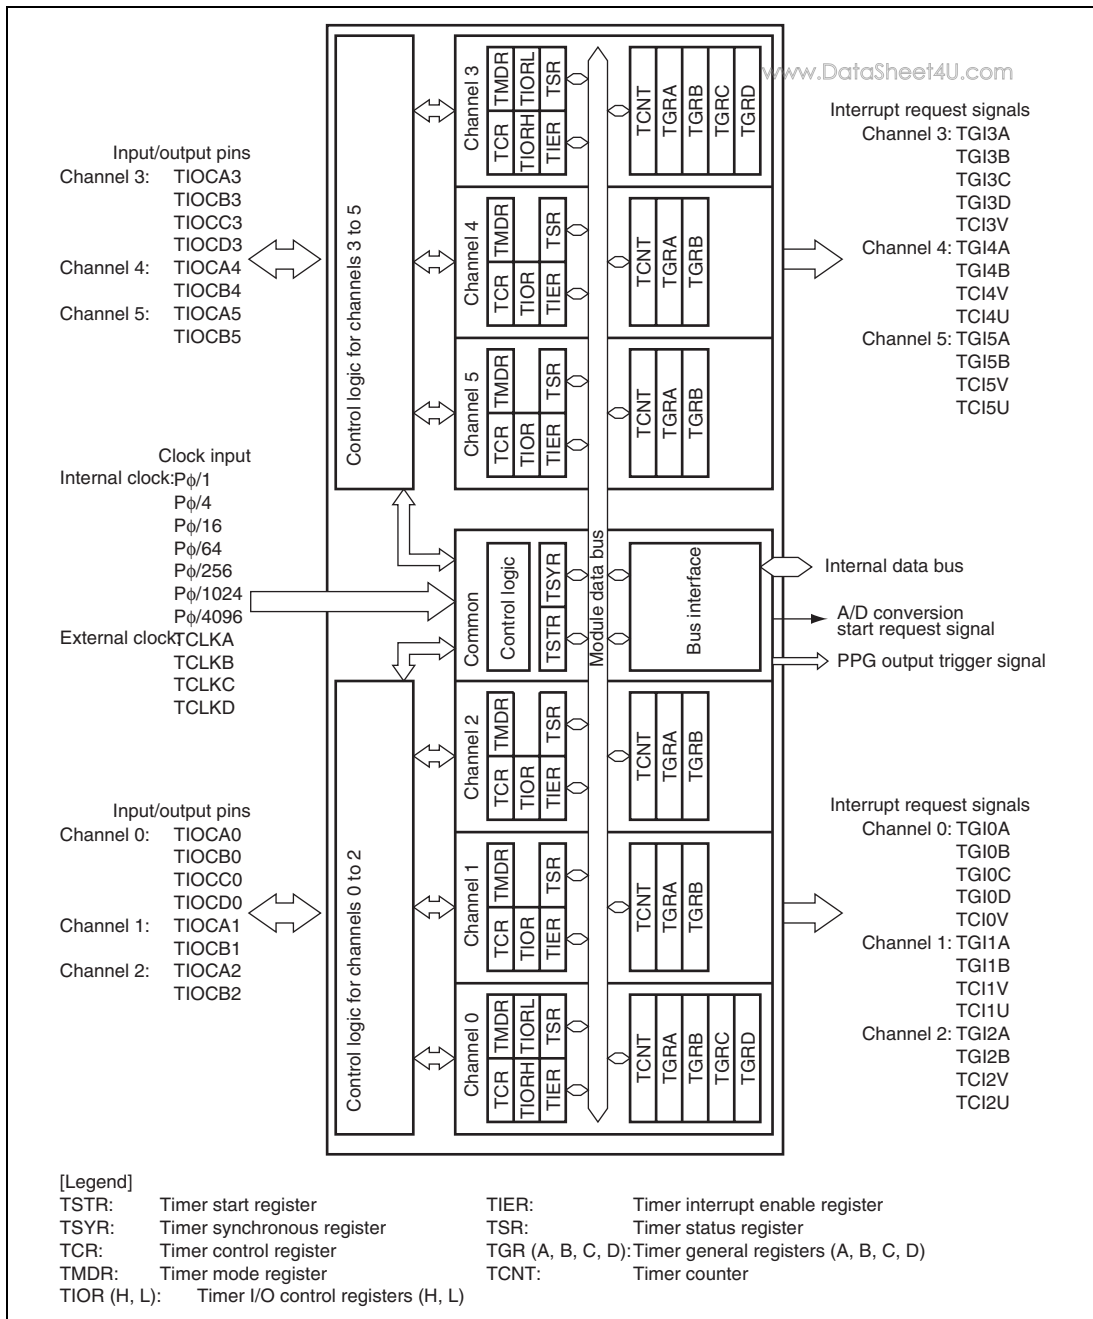 www.DataSheet4U.com
Input/output pins
Channel 3: TIOCA3
TIOCB3
TIOCC3
TIOCD3
Channel 4: TIOCA4
TIOCB4
Channel 5: TIOCA5
TIOCB5
Clock input
Internal clock: Pϕ/1
Pϕ/4
Pϕ/16
Pϕ/64
Pϕ/256
Pϕ/1024
Pϕ/4096
External clock: TCLKA
TCLKB
TCLKC
TCLKD
Input/output pins
Channel 0: TIOCA0
TIOCB0
TIOCC0
TIOCD0
Channel 1: TIOCA1
TIOCB1
Channel 2: TIOCA2
TIOCB2
Control logic for channels 3 to 5
Control logic for channels 0 to 2
Channel 3
TCR TMDR
TIORH TIORL
TIER TSR
TCNT
TGRA
TGRB
TGRC
TGRD
Channel 4
TCR TMDR
TIOR
TIER TSR
TCNT
TGRA
TGRB
Channel 5
TCR TMDR
TIOR
TIER TSR
TCNT
TGRA
TGRB
Common
Control logic
TSTR TSYR
Module data bus
Bus interface
Channel 2
TCR TMDR
TIOR
TIER TSR
TCNT
TGRA
TGRB
Channel 1
TCR TMDR
TIOR
TIER TSR
TCNT
TGRA
TGRB
Channel 0
TCR TMDR
TIORH TIORL
TIER TSR
TCNT
TGRA
TGRB
TGRC
TGRD
Interrupt request signals
Channel 3: TGI3A
TGI3B
TGI3C
TGI3D
TCI3V
Channel 4: TGI4A
TGI4B
TCI4V
TCI4U
Channel 5: TGI5A
TGI5B
TCI5V
TCI5U
Internal data bus
A/D conversion
start request signal
PPG output trigger signal
Interrupt request signals
Channel 0: TGI0A
TGI0B
TGI0C
TGI0D
TCI0V
Channel 1: TGI1A
TGI1B
TCI1V
TCI1U
Channel 2: TGI2A
TGI2B
TCI2V
TCI2U
[Legend]
TSTR: Timer start register
TSYR: Timer synchronous register
TCR: Timer control register
TMDR: Timer mode register
TIOR (H, L): Timer I/O control registers (H, L)
TIER: Timer interrupt enable register
TSR: Timer status register
TGR (A, B, C, D): Timer general registers (A, B, C, D)
TCNT: Timer counter